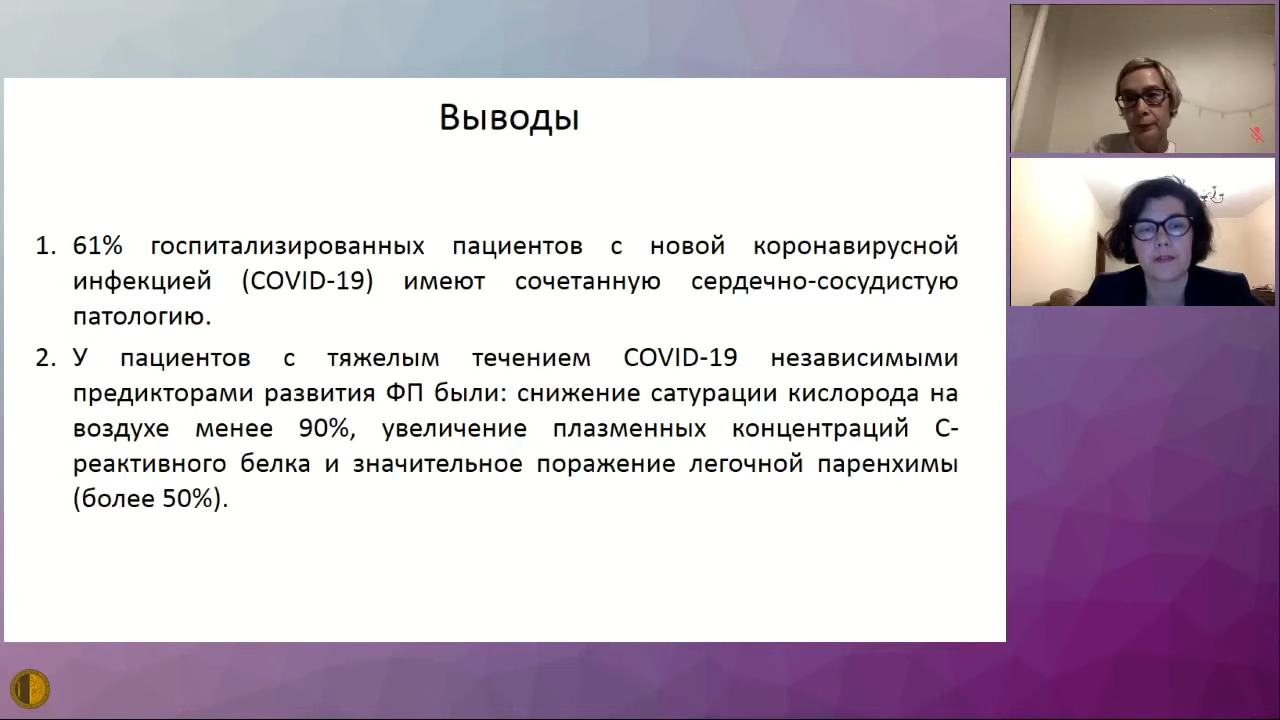 Выводы
1. 61% госпитализированных пациентов с новой коронавирусной
инфекцией (COVID-19) имеют сочетанную сердечно-сосудистую
патологию.
2. У пациентов с тяжелым течением COVID-19 независимыми
предикторами развития ФП были: снижение сатурации кислорода на
воздухе менее 90%, увеличение плазменных концентраций С-
реактивного белка и значительное поражение легочной паренхимы
(более 50%).